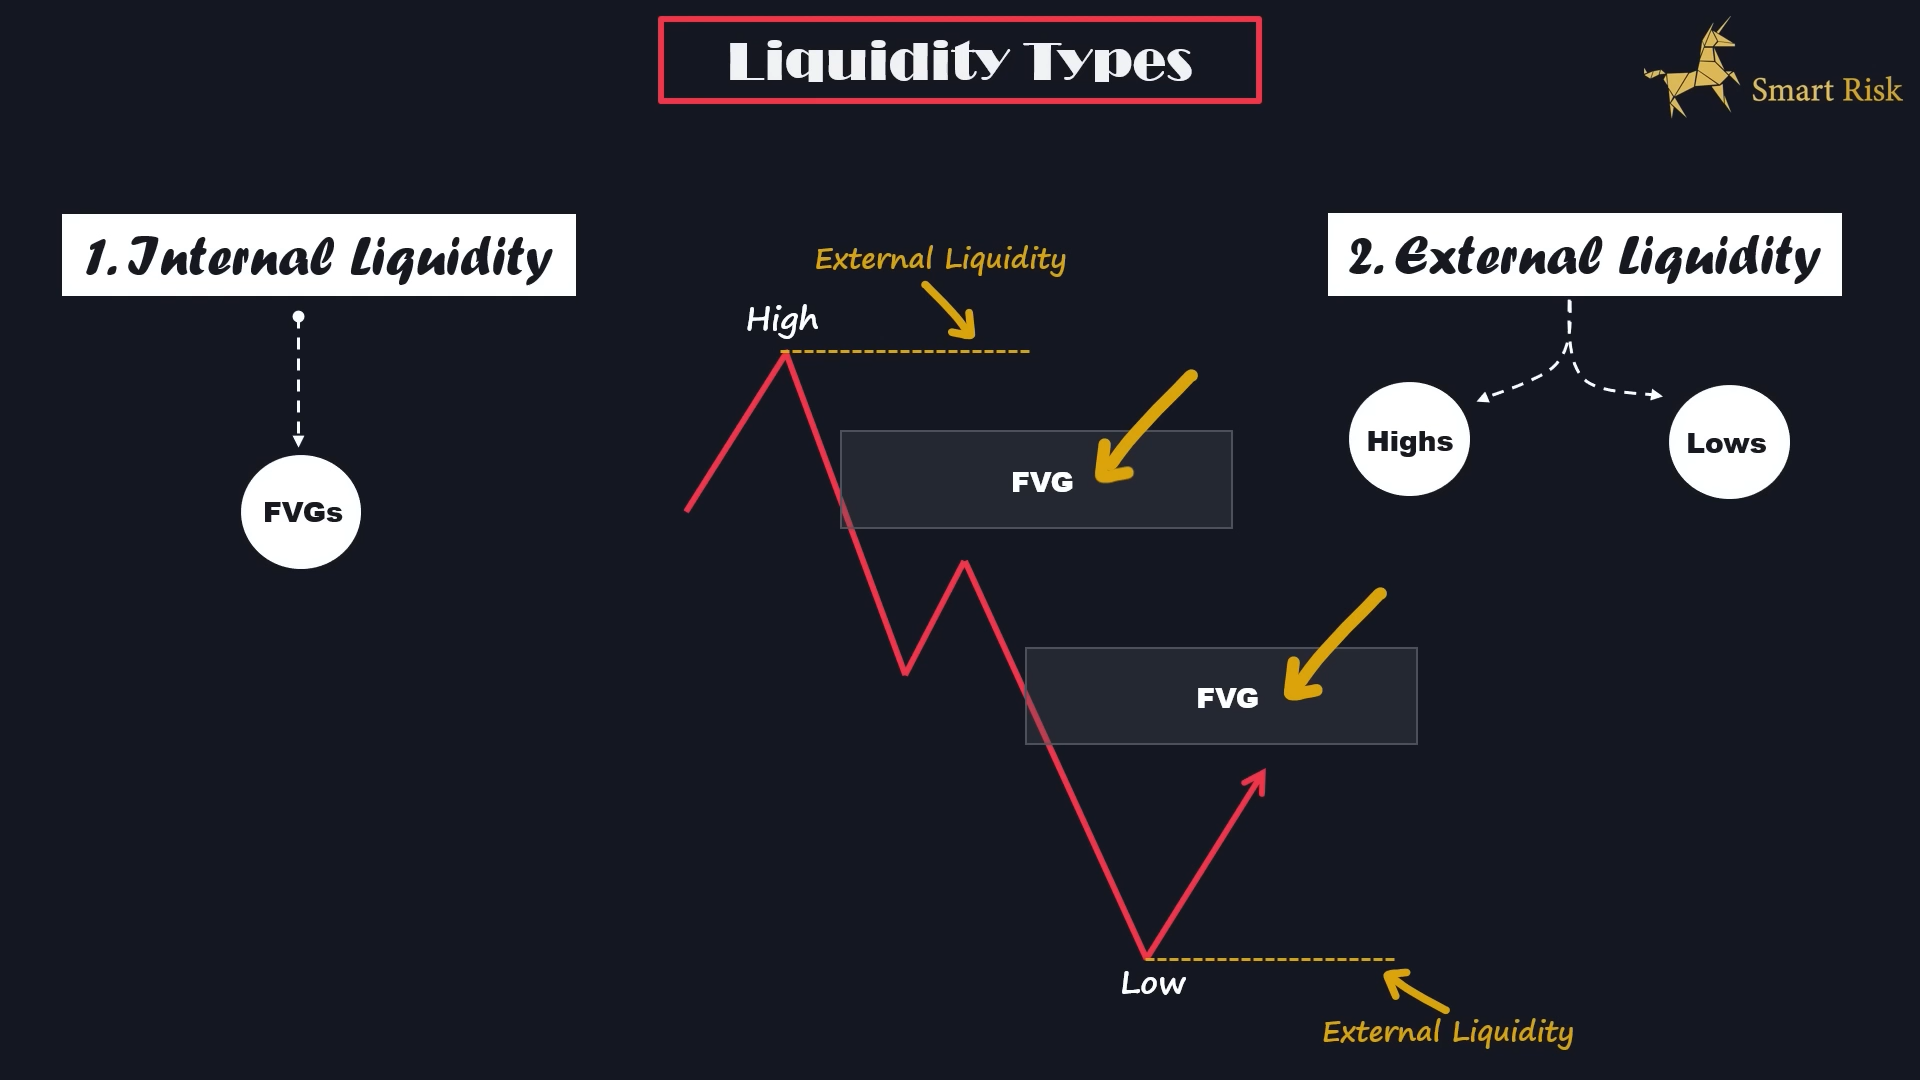 Liquidity Types
Smart Risk
1. Internal Liquidity
FVGs
External Liquidity
High
FVG
FVG
Low
External Liquidity
2. External Liquidity
Highs
Lows